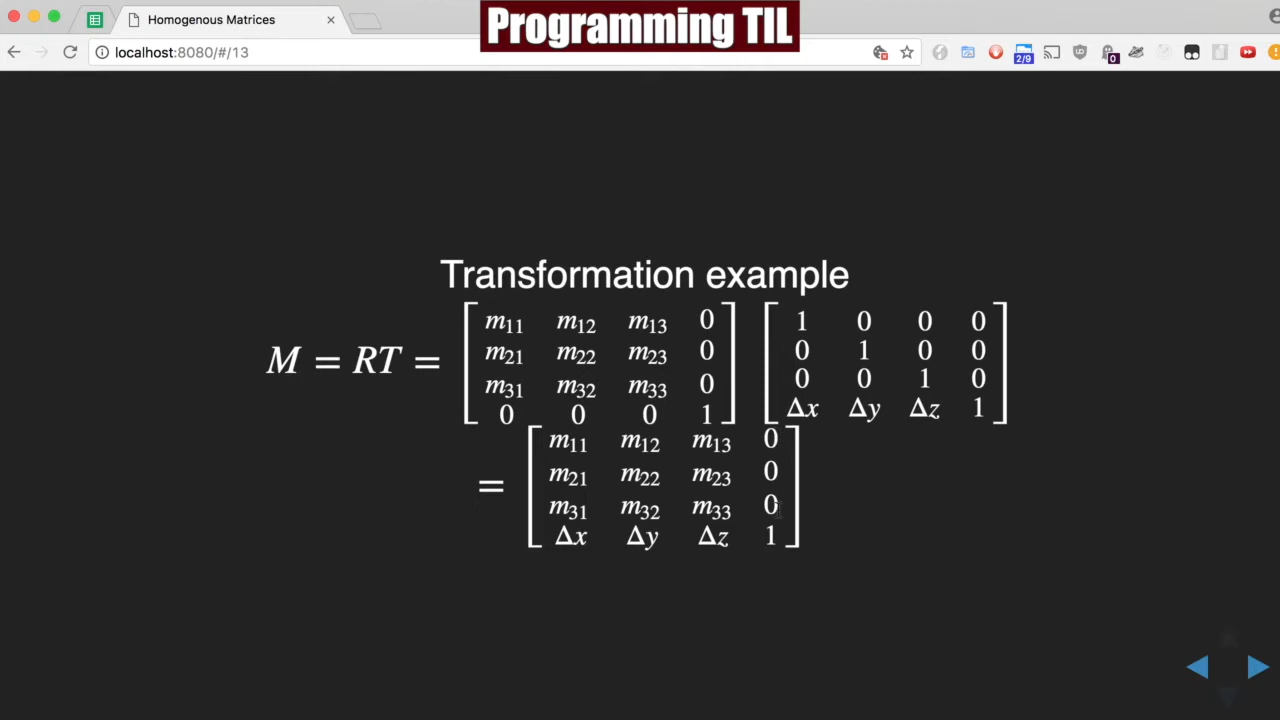 Programming TIL
Homogenous Matrices
localhost:8080/#/13
2/9
0
Transformation example
M = RT =
m₁₁ m₁₂ m₁₃ 0
m₂₁ m₂₂ m₂₃ 0
m₃₁ m₃₂ m₃₃ 0
0 0 0 1
1 0 0 0
0 1 0 0
0 0 1 0
Δx Δy Δz 1
=
m₁₁ m₁₂ m₁₃ 0
m₂₁ m₂₂ m₂₃ 0
m₃₁ m₃₂ m₃₃ 0
Δx Δy Δz 1